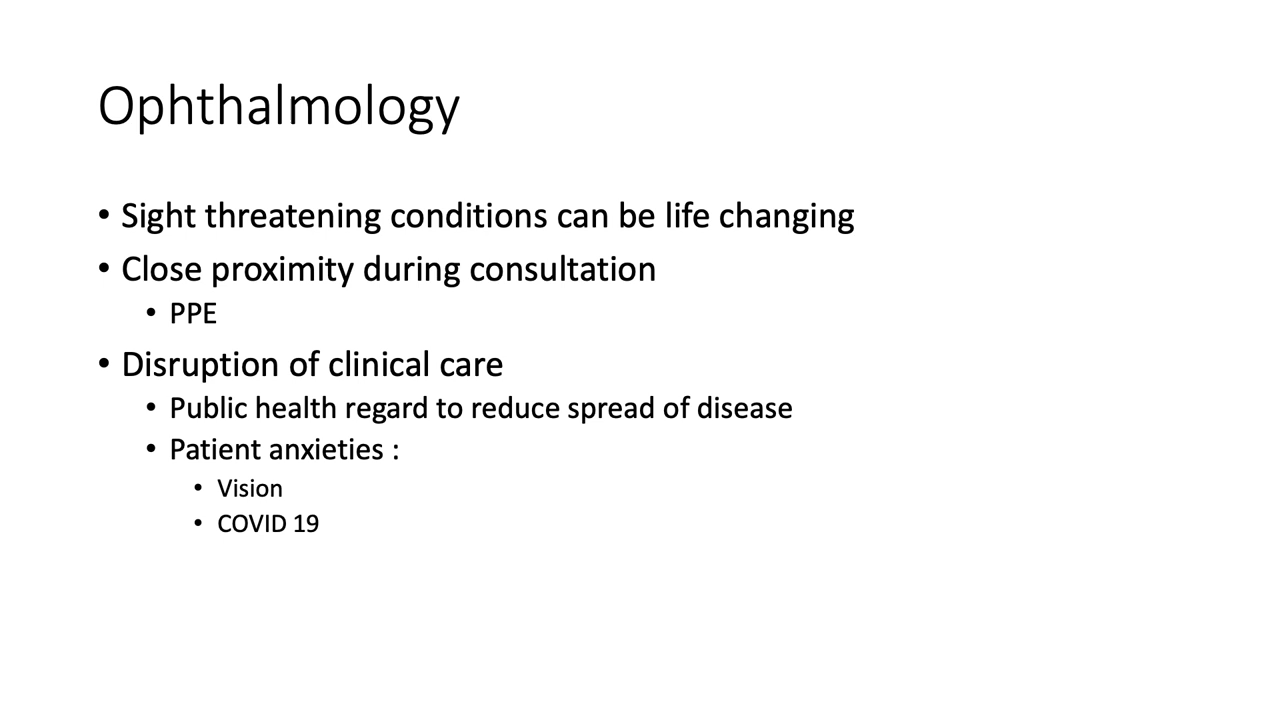 Ophthalmology
• Sight threatening conditions can be life changing
• Close proximity during consultation
• PPE
• Disruption of clinical care
• Public health regard to reduce spread of disease
• Patient anxieties :
• Vision
• COVID 19